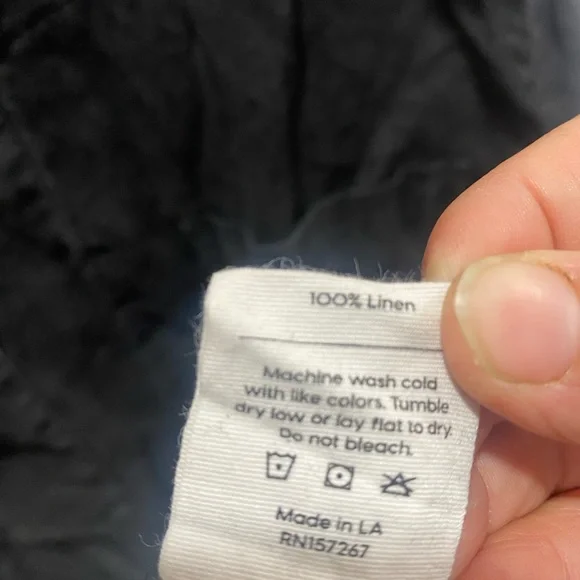 100% Linen
Machine wash cold
with like colors. Tumble
dry low or lay flat to dry.
Do not bleach.
Made in LA
RN157267